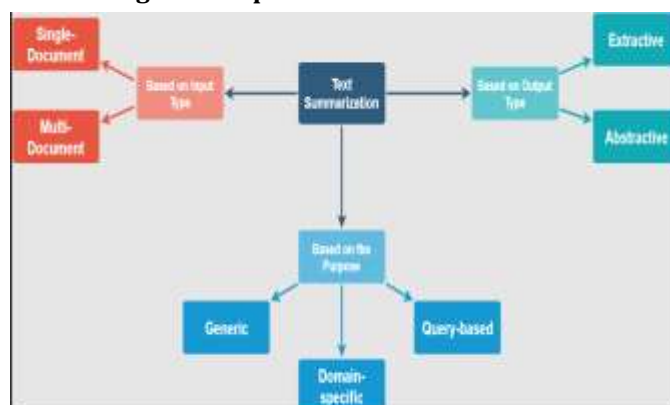 Single-
Document
Multi-
Document
Based on Input
Type
Text
Summarization
Based on Output
Type
Extractive
Abstractive
Based on the
Purpose
Generic
Query-based
Domain-
specific